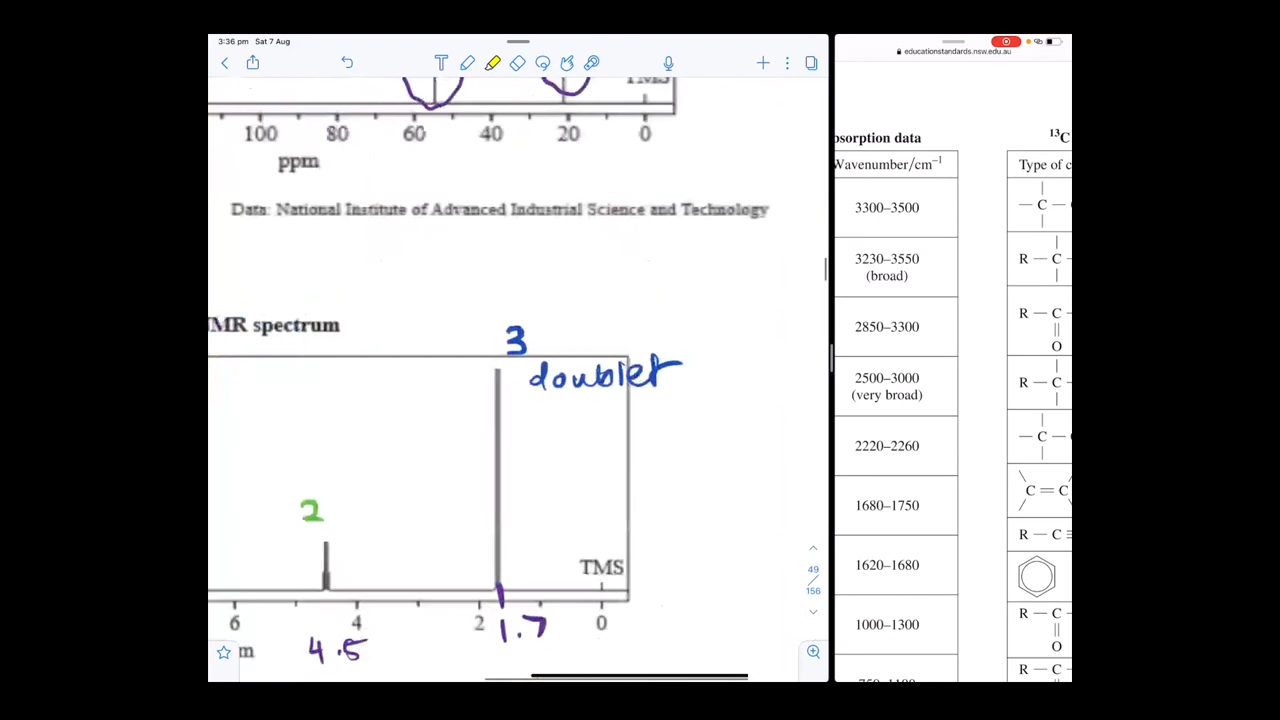 3:36 pm Sat 7 Aug
educationstandards.nsw.edu.au
T
TMS
100 80 60 40 20 0
ppm
Data: National Institute of Advanced Industrial Science and Technology
MR spectrum
3
doublet
2
TMS
6 4 2 0
4.5
1.7
m
49
156
sorption data
13C
Wavenumber/cm−1
Type of c
3300–3500
— C —
3230–3550
(broad)
R — C —
2850–3300
R — C —
O
2500–3000
(very broad)
R — C —
2220–2260
— C —
1680–1750
C = C
R — C ≡
1620–1680
1000–1300
R — C —
O
R — C —